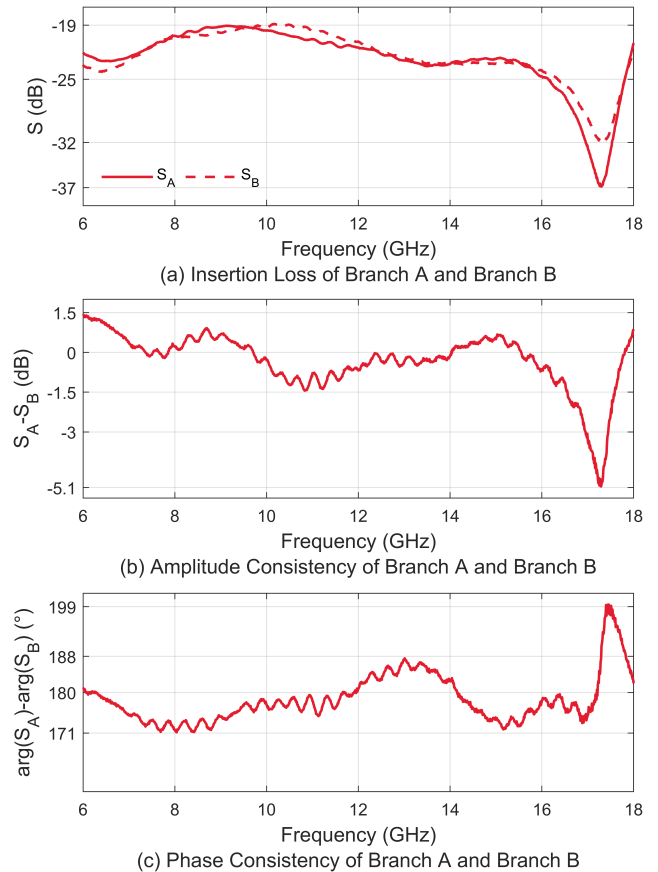 -19
-25
-32
-37
S (dB)
S_A
S_B
6 8 10 12 14 16 18
Frequency (GHz)
(a) Insertion Loss of Branch A and Branch B
1.5
0
-1.5
-3
-5.1
S_A-S_B (dB)
6 8 10 12 14 16 18
Frequency (GHz)
(b) Amplitude Consistency of Branch A and Branch B
199
188
180
171
arg(S_A)-arg(S_B) (°)
6 8 10 12 14 16 18
Frequency (GHz)
(c) Phase Consistency of Branch A and Branch B